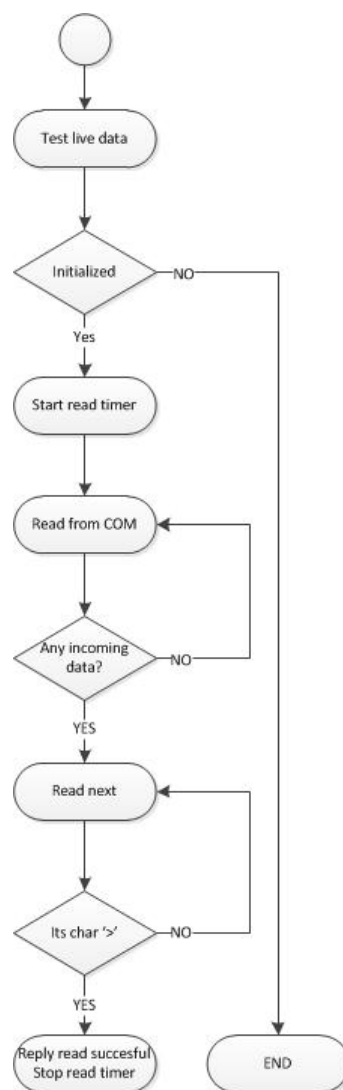 Test live data
Initialized
NO
Yes
Start read timer
Read from COM
Any incoming
data?
NO
YES
Read next
Its char ‘>’
NO
YES
Reply read succesful
Stop read timer
END